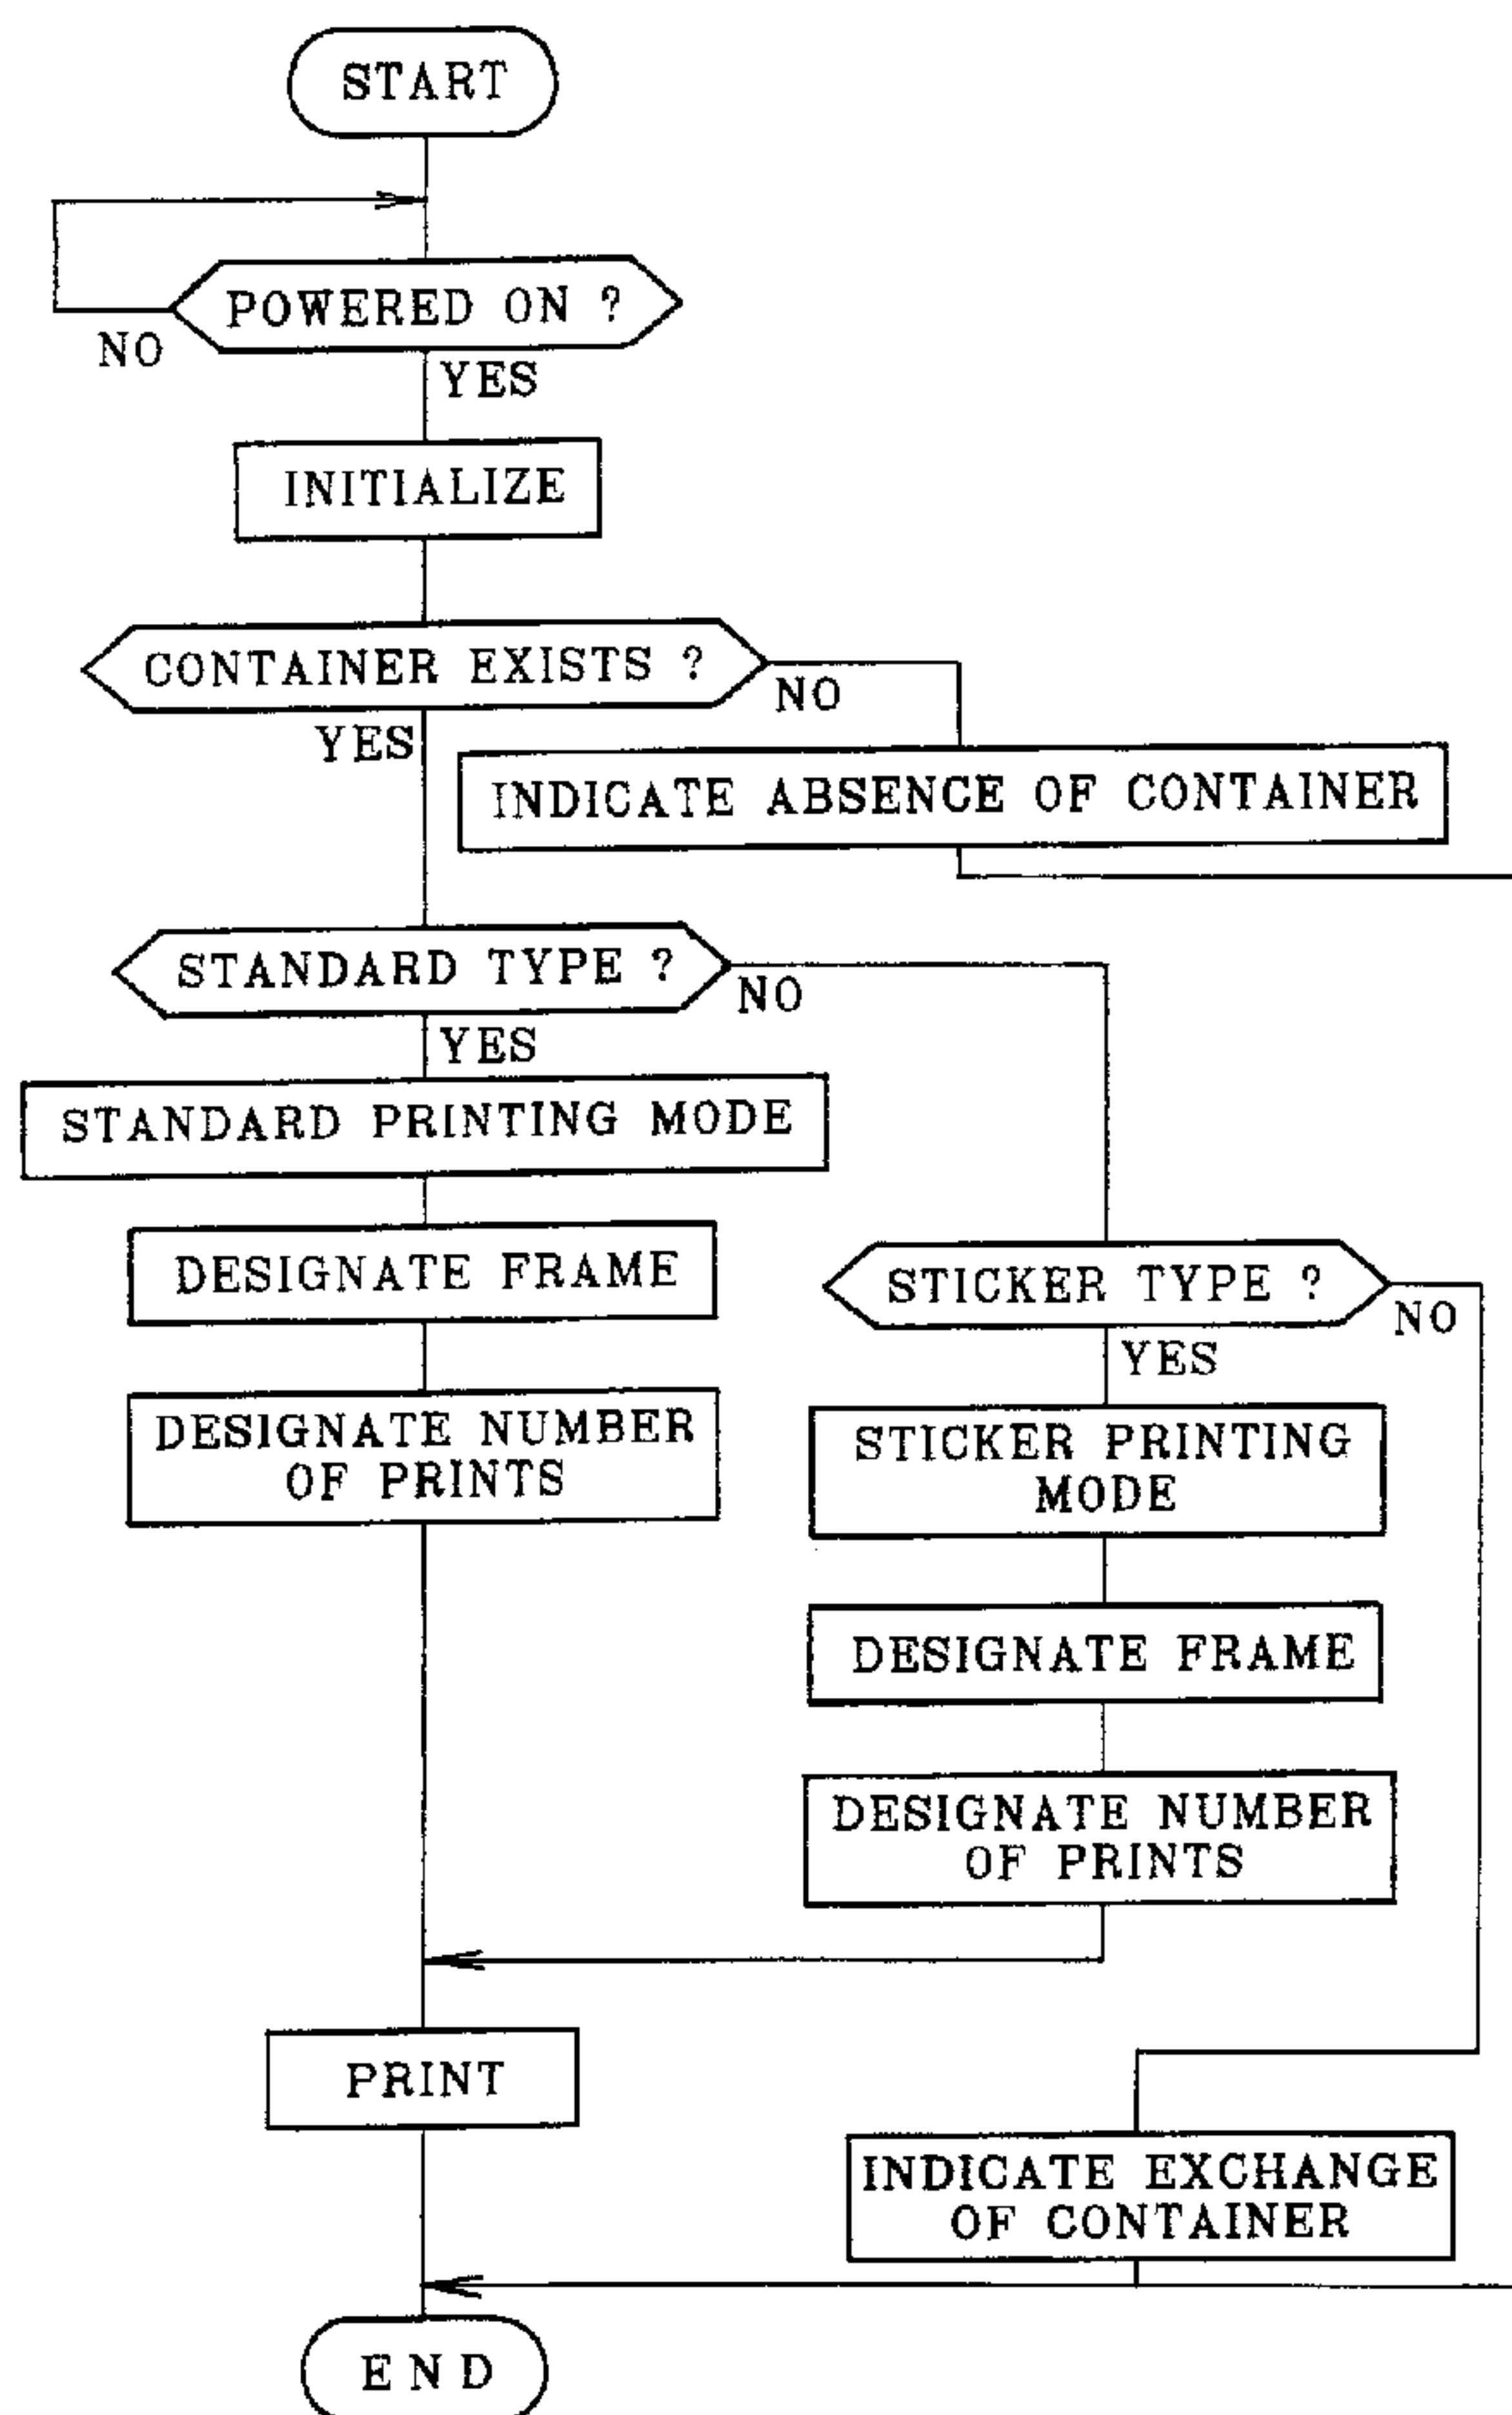 START
POWERED ON ?
NO
YES
INITIALIZE
CONTAINER EXISTS ?
NO
YES
INDICATE ABSENCE OF CONTAINER
STANDARD TYPE ?
NO
YES
STANDARD PRINTING MODE
DESIGNATE FRAME
STICKER TYPE ?
NO
YES
DESIGNATE NUMBER
OF PRINTS
STICKER PRINTING
MODE
DESIGNATE FRAME
DESIGNATE NUMBER
OF PRINTS
PRINT
INDICATE EXCHANGE
OF CONTAINER
END